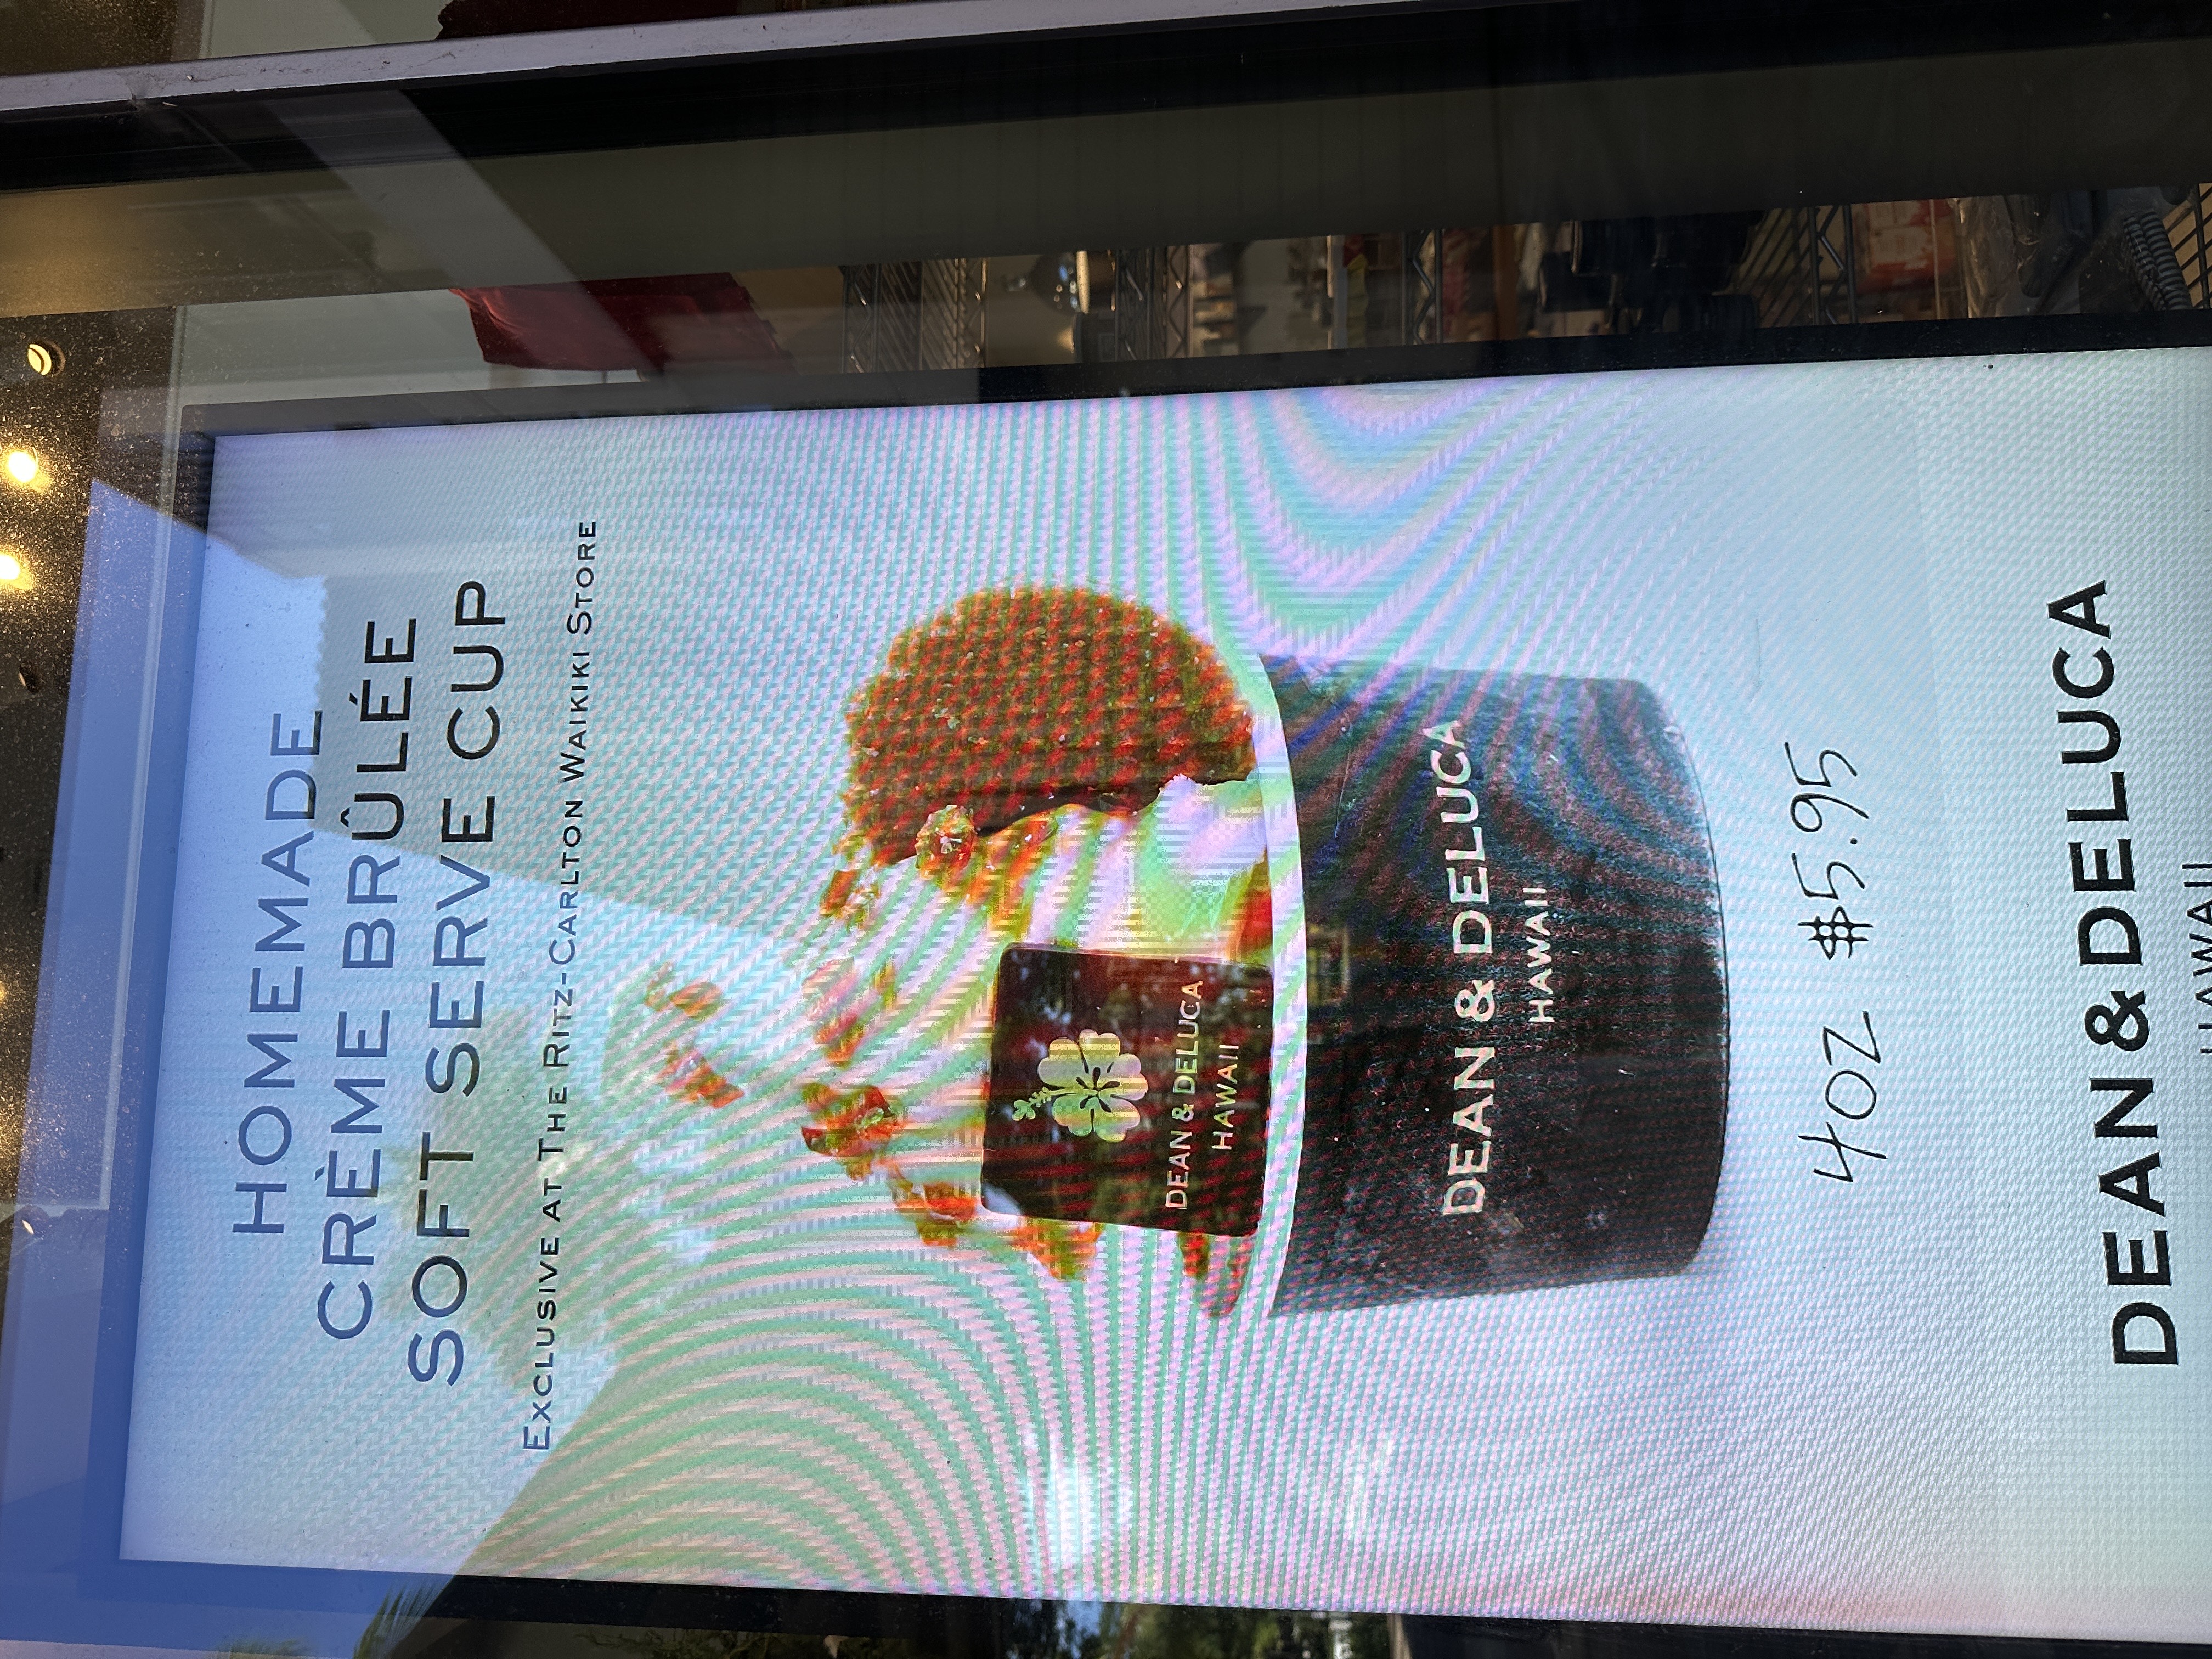 HOMEMADE
CRÈME BRÛLÉE
SOFT SERVE CUP
EXCLUSIVE AT THE RITZ-CARLTON WAIKIKI STORE
DEAN & DELUCA
HAWAII
DEAN & DELUCA
HAWAII
4OZ $5.95
DEAN & DELUCA
HAWAII